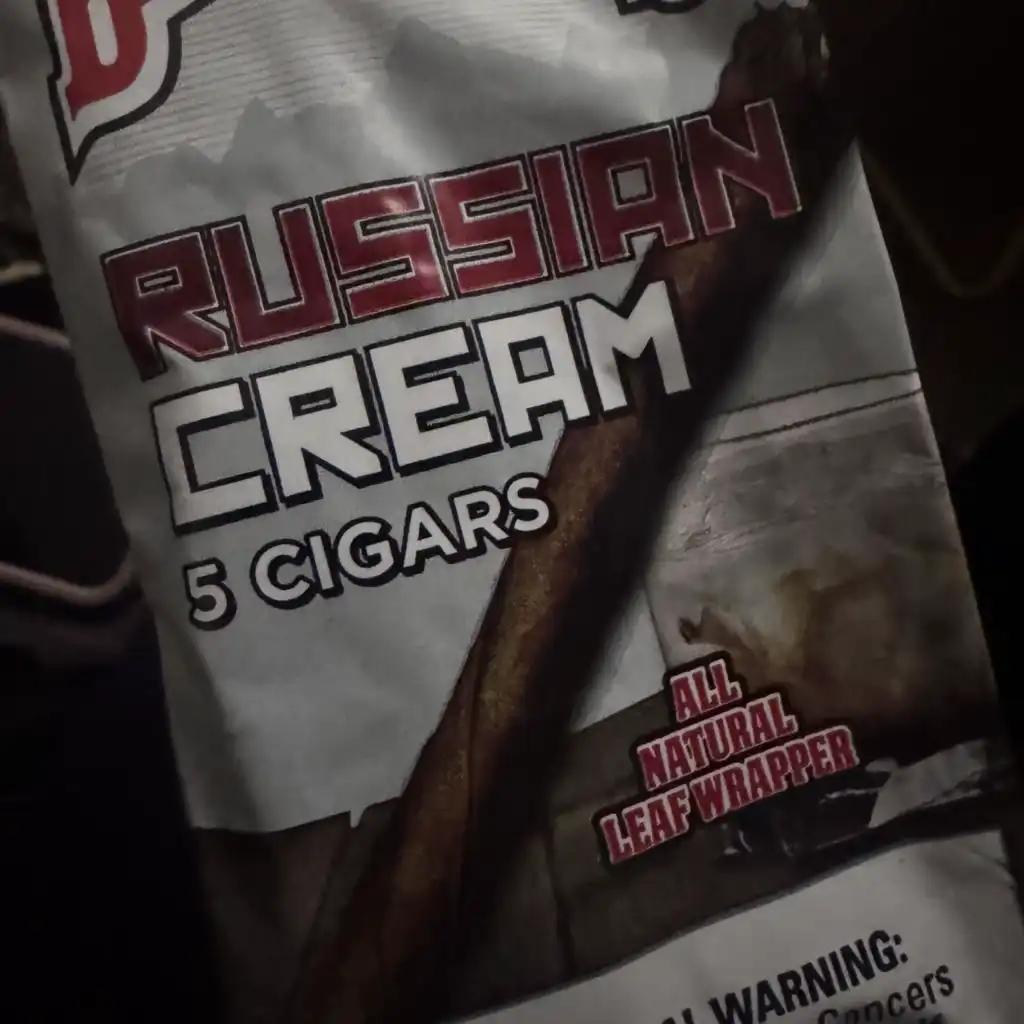 RUSSIAN
CREAM
5 CIGARS
ALL
NATURAL
LEAF WRAPPER
WARNING:
Cancers